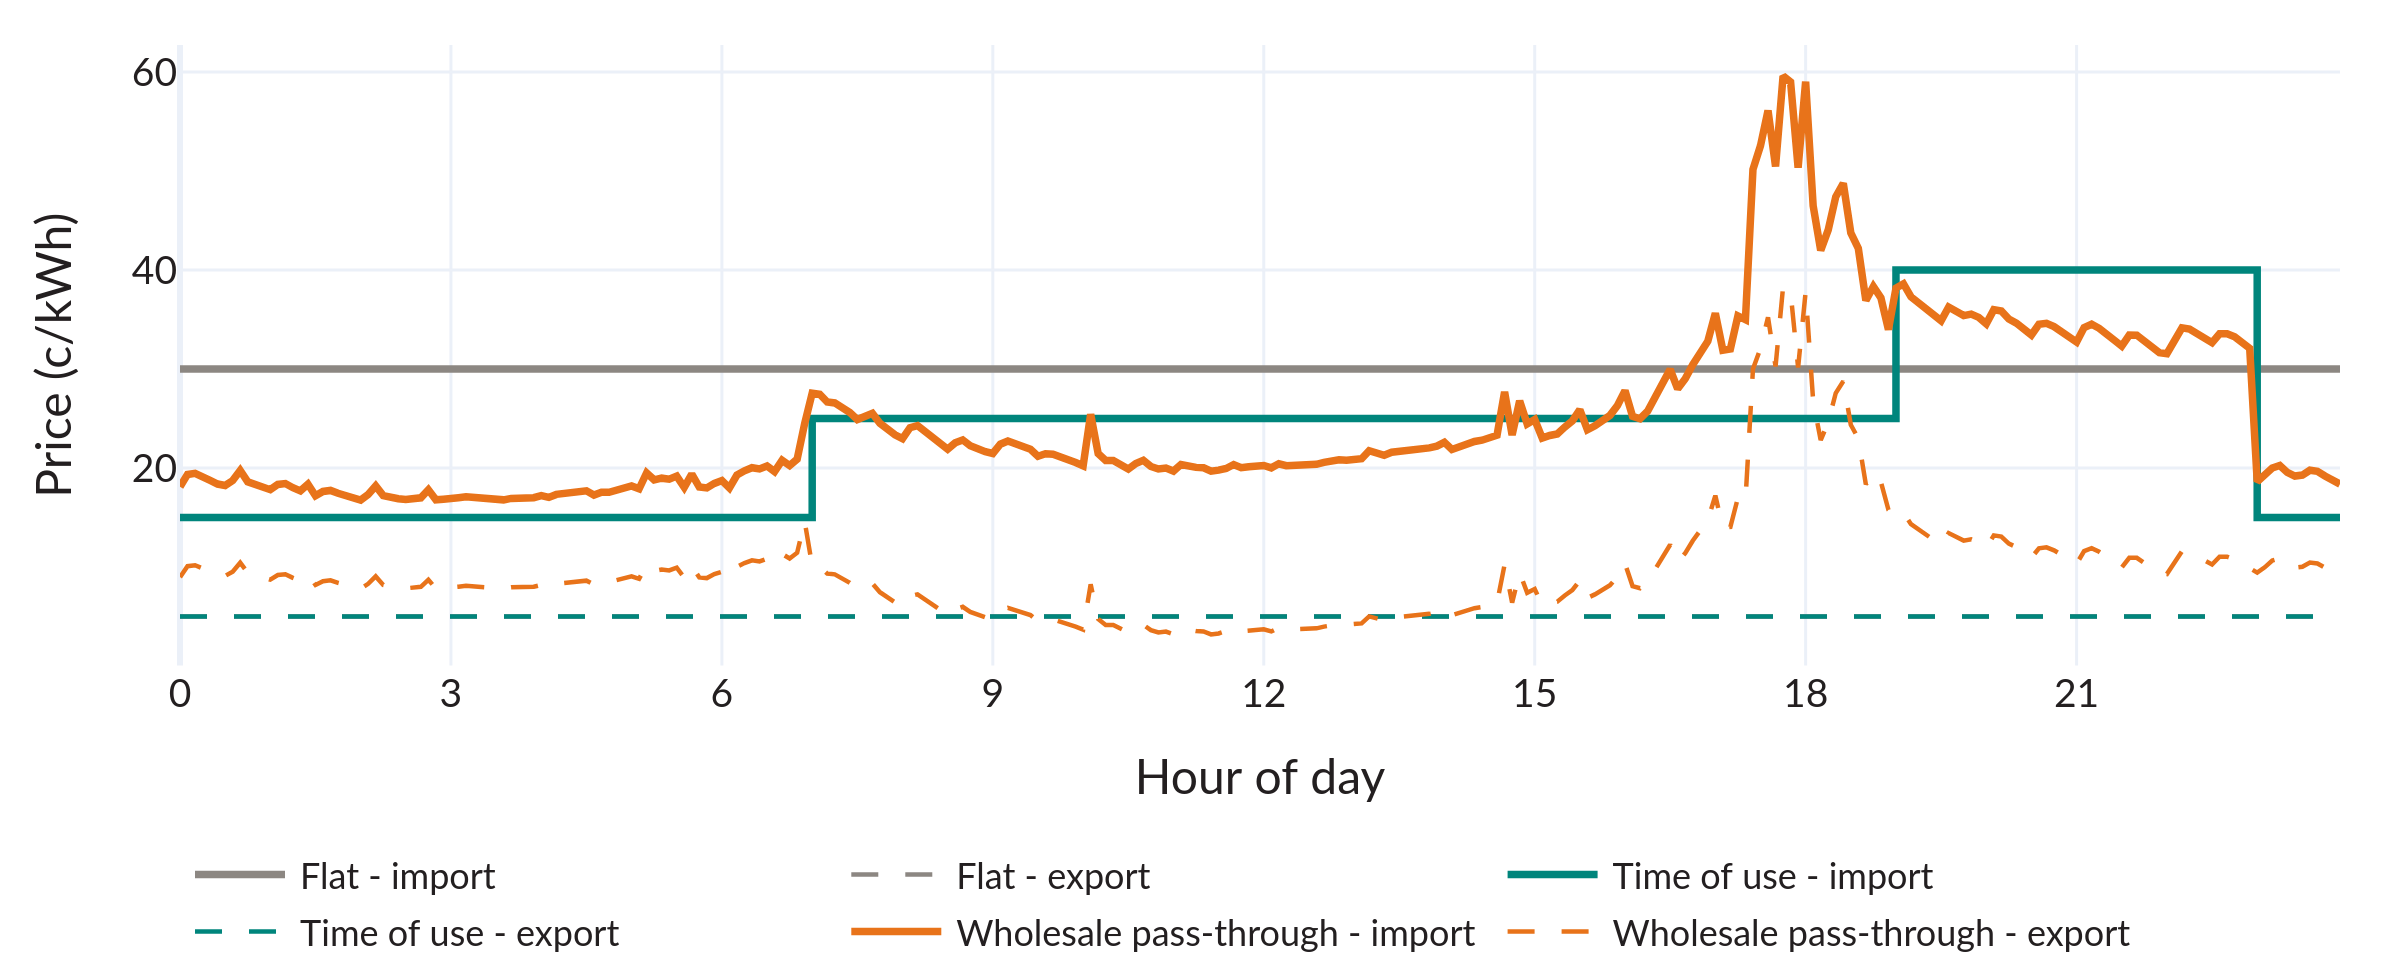 Price (c/kWh)
60
40
20
0 3 6 9 12 15 18 21
Hour of day
Flat - import Flat - export Time of use - import
Time of use - export Wholesale pass-through - import Wholesale pass-through - export